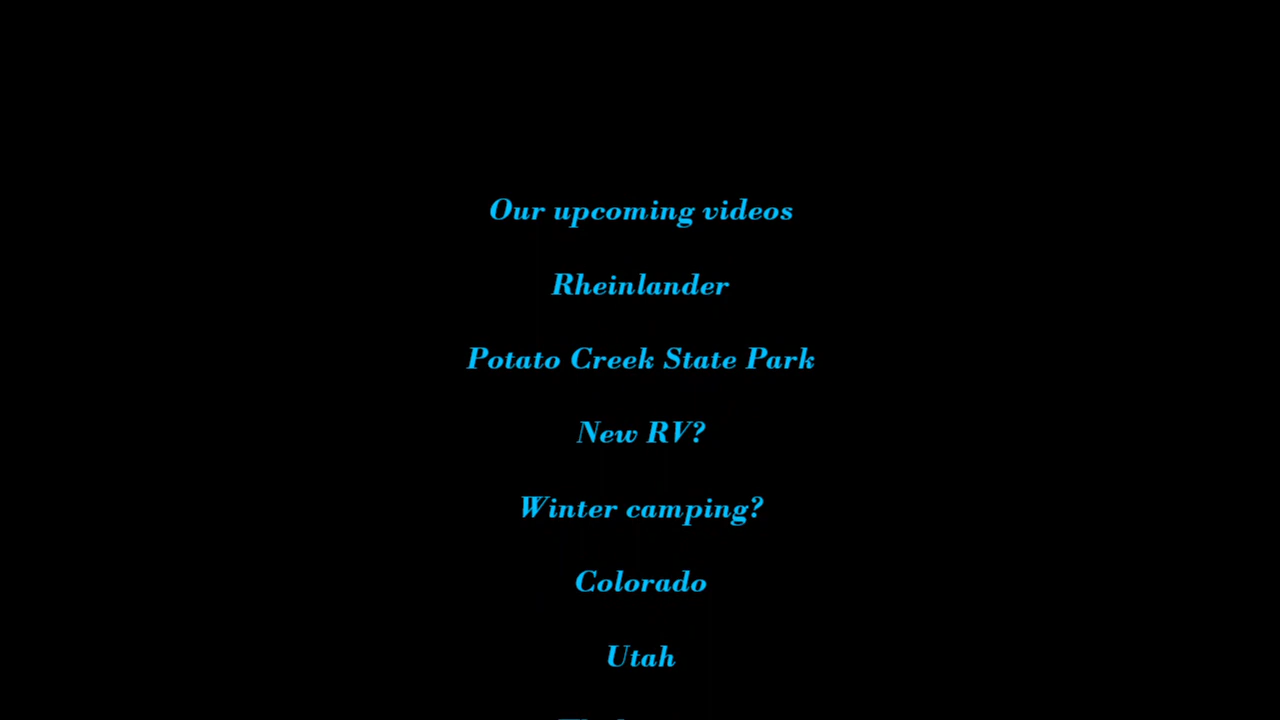 Our upcoming videos
Rheinlander
Potato Creek State Park
New RV?
Winter camping?
Colorado
Utah